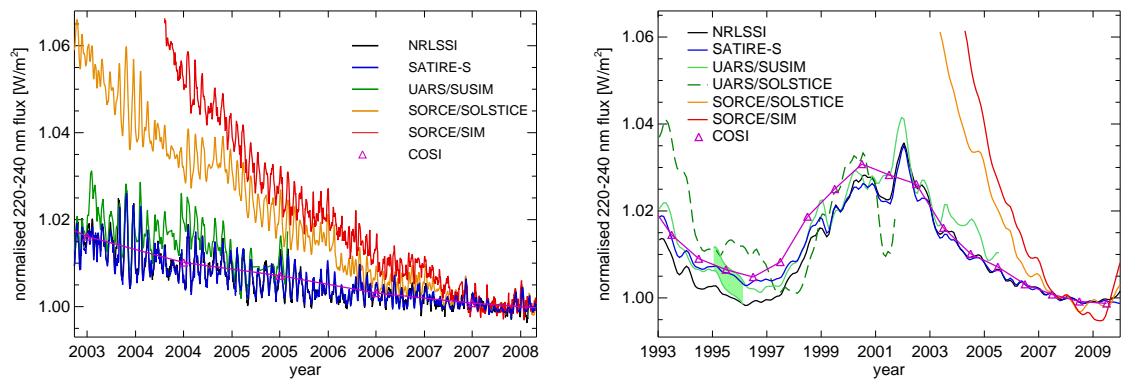 normalised 220-240 nm flux [W/m²]
1.06
1.04
1.02
1.00
NRLSSI
SATIRE-S
UARS/SUSIM
SORCE/SOLSTICE
SORCE/SIM
COSI
2003 2004 2004 2005 2005 2006 2006 2007 2007 2008
year
normalised 220-240 nm flux [W/m²]
1.06
1.04
1.02
1.00
NRLSSI
SATIRE-S
UARS/SUSIM
UARS/SOLSTICE
SORCE/SOLSTICE
SORCE/SIM
COSI
1993 1995 1997 1999 2001 2003 2005 2007 2009
year